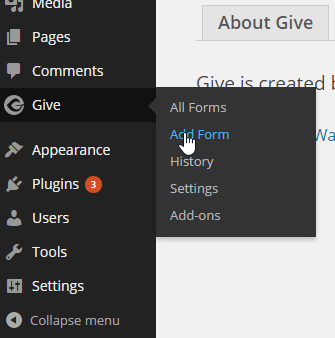 Media
Pages
Comments
Give
Appearance
Plugins 3
Users
Tools
Settings
Collapse menu
All Forms
Add Form
History
Settings
Add-ons
About Give
Give is created b
Wa